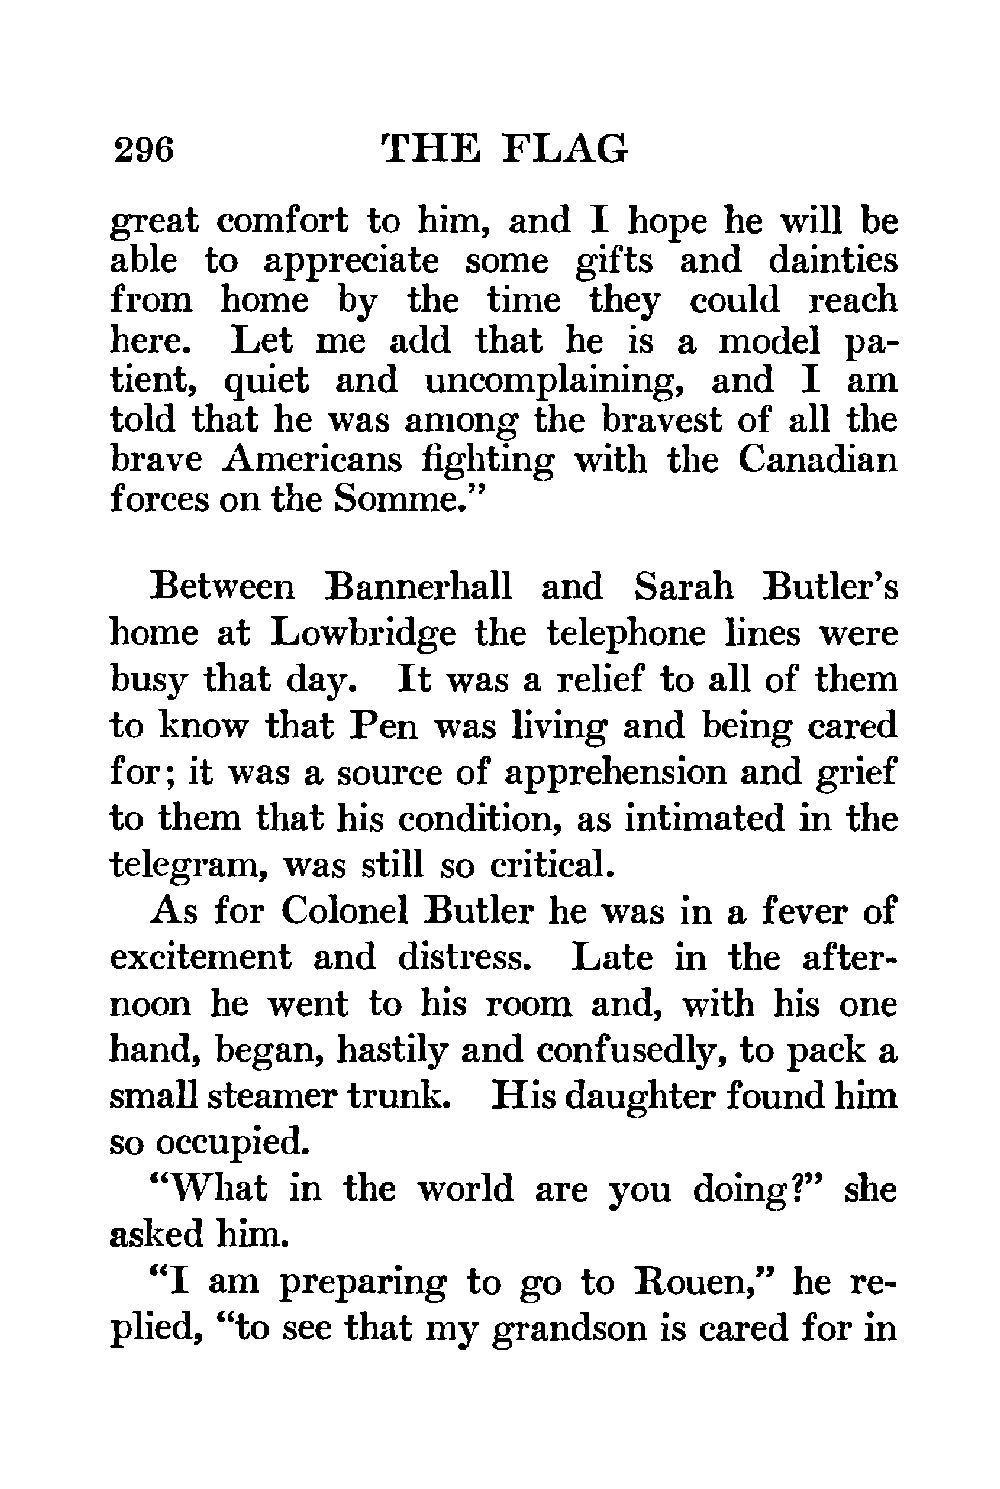 296 THE FLAG
great comfort to him, and I hope he will be
able to appreciate some gifts and dainties
from home by the time they could reach
here. Let me add that he is a model pa-
tient, quiet and uncomplaining, and I am
told that he was among the bravest of all the
brave Americans fighting with the Canadian
forces on the Somme.”
Between Bannerhall and Sarah Butler’s
home at Lowbridge the telephone lines were
busy that day. It was a relief to all of them
to know that Pen was living and being cared
for; it was a source of apprehension and grief
to them that his condition, as intimated in the
telegram, was still so critical.
As for Colonel Butler he was in a fever of
excitement and distress. Late in the after-
noon he went to his room and, with his one
hand, began, hastily and confusedly, to pack a
small steamer trunk. His daughter found him
so occupied.
“What in the world are you doing?” she
asked him.
“I am preparing to go to Rouen,” he re-
plied, “to see that my grandson is cared for in